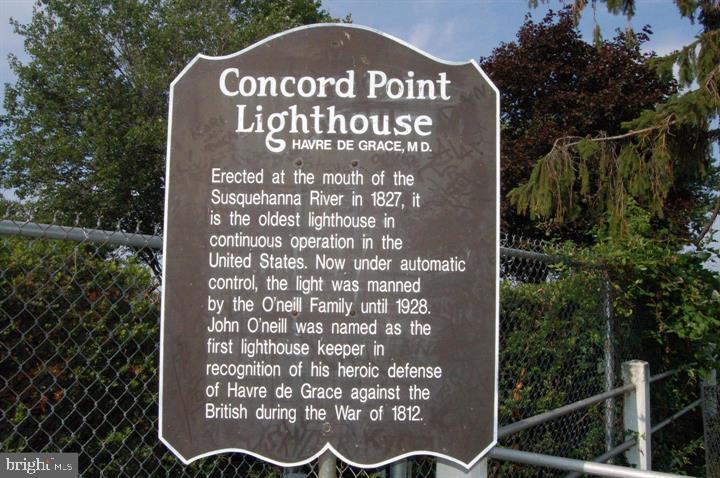 Concord Point
Lighthouse
HAVRE DE GRACE, MD.
Erected at the mouth of the
Susquehanna River in 1827, it
is the oldest lighthouse in
continuous operation in the
United States. Now under automatic
control, the light was manned
by the O'neill Family until 1928.
John O'neill was named as the
first lighthouse keeper in
recognition of his heroic defense
of Havre de Grace against the
British during the War of 1812.
bright MLS